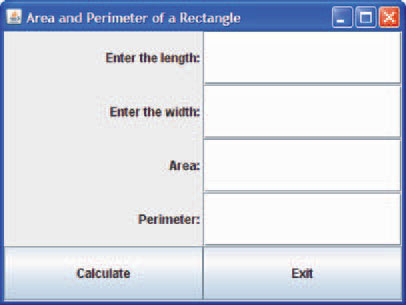 Area and Perimeter of a Rectangle
Enter the length:
Enter the width:
Area:
Perimeter:
Calculate Exit